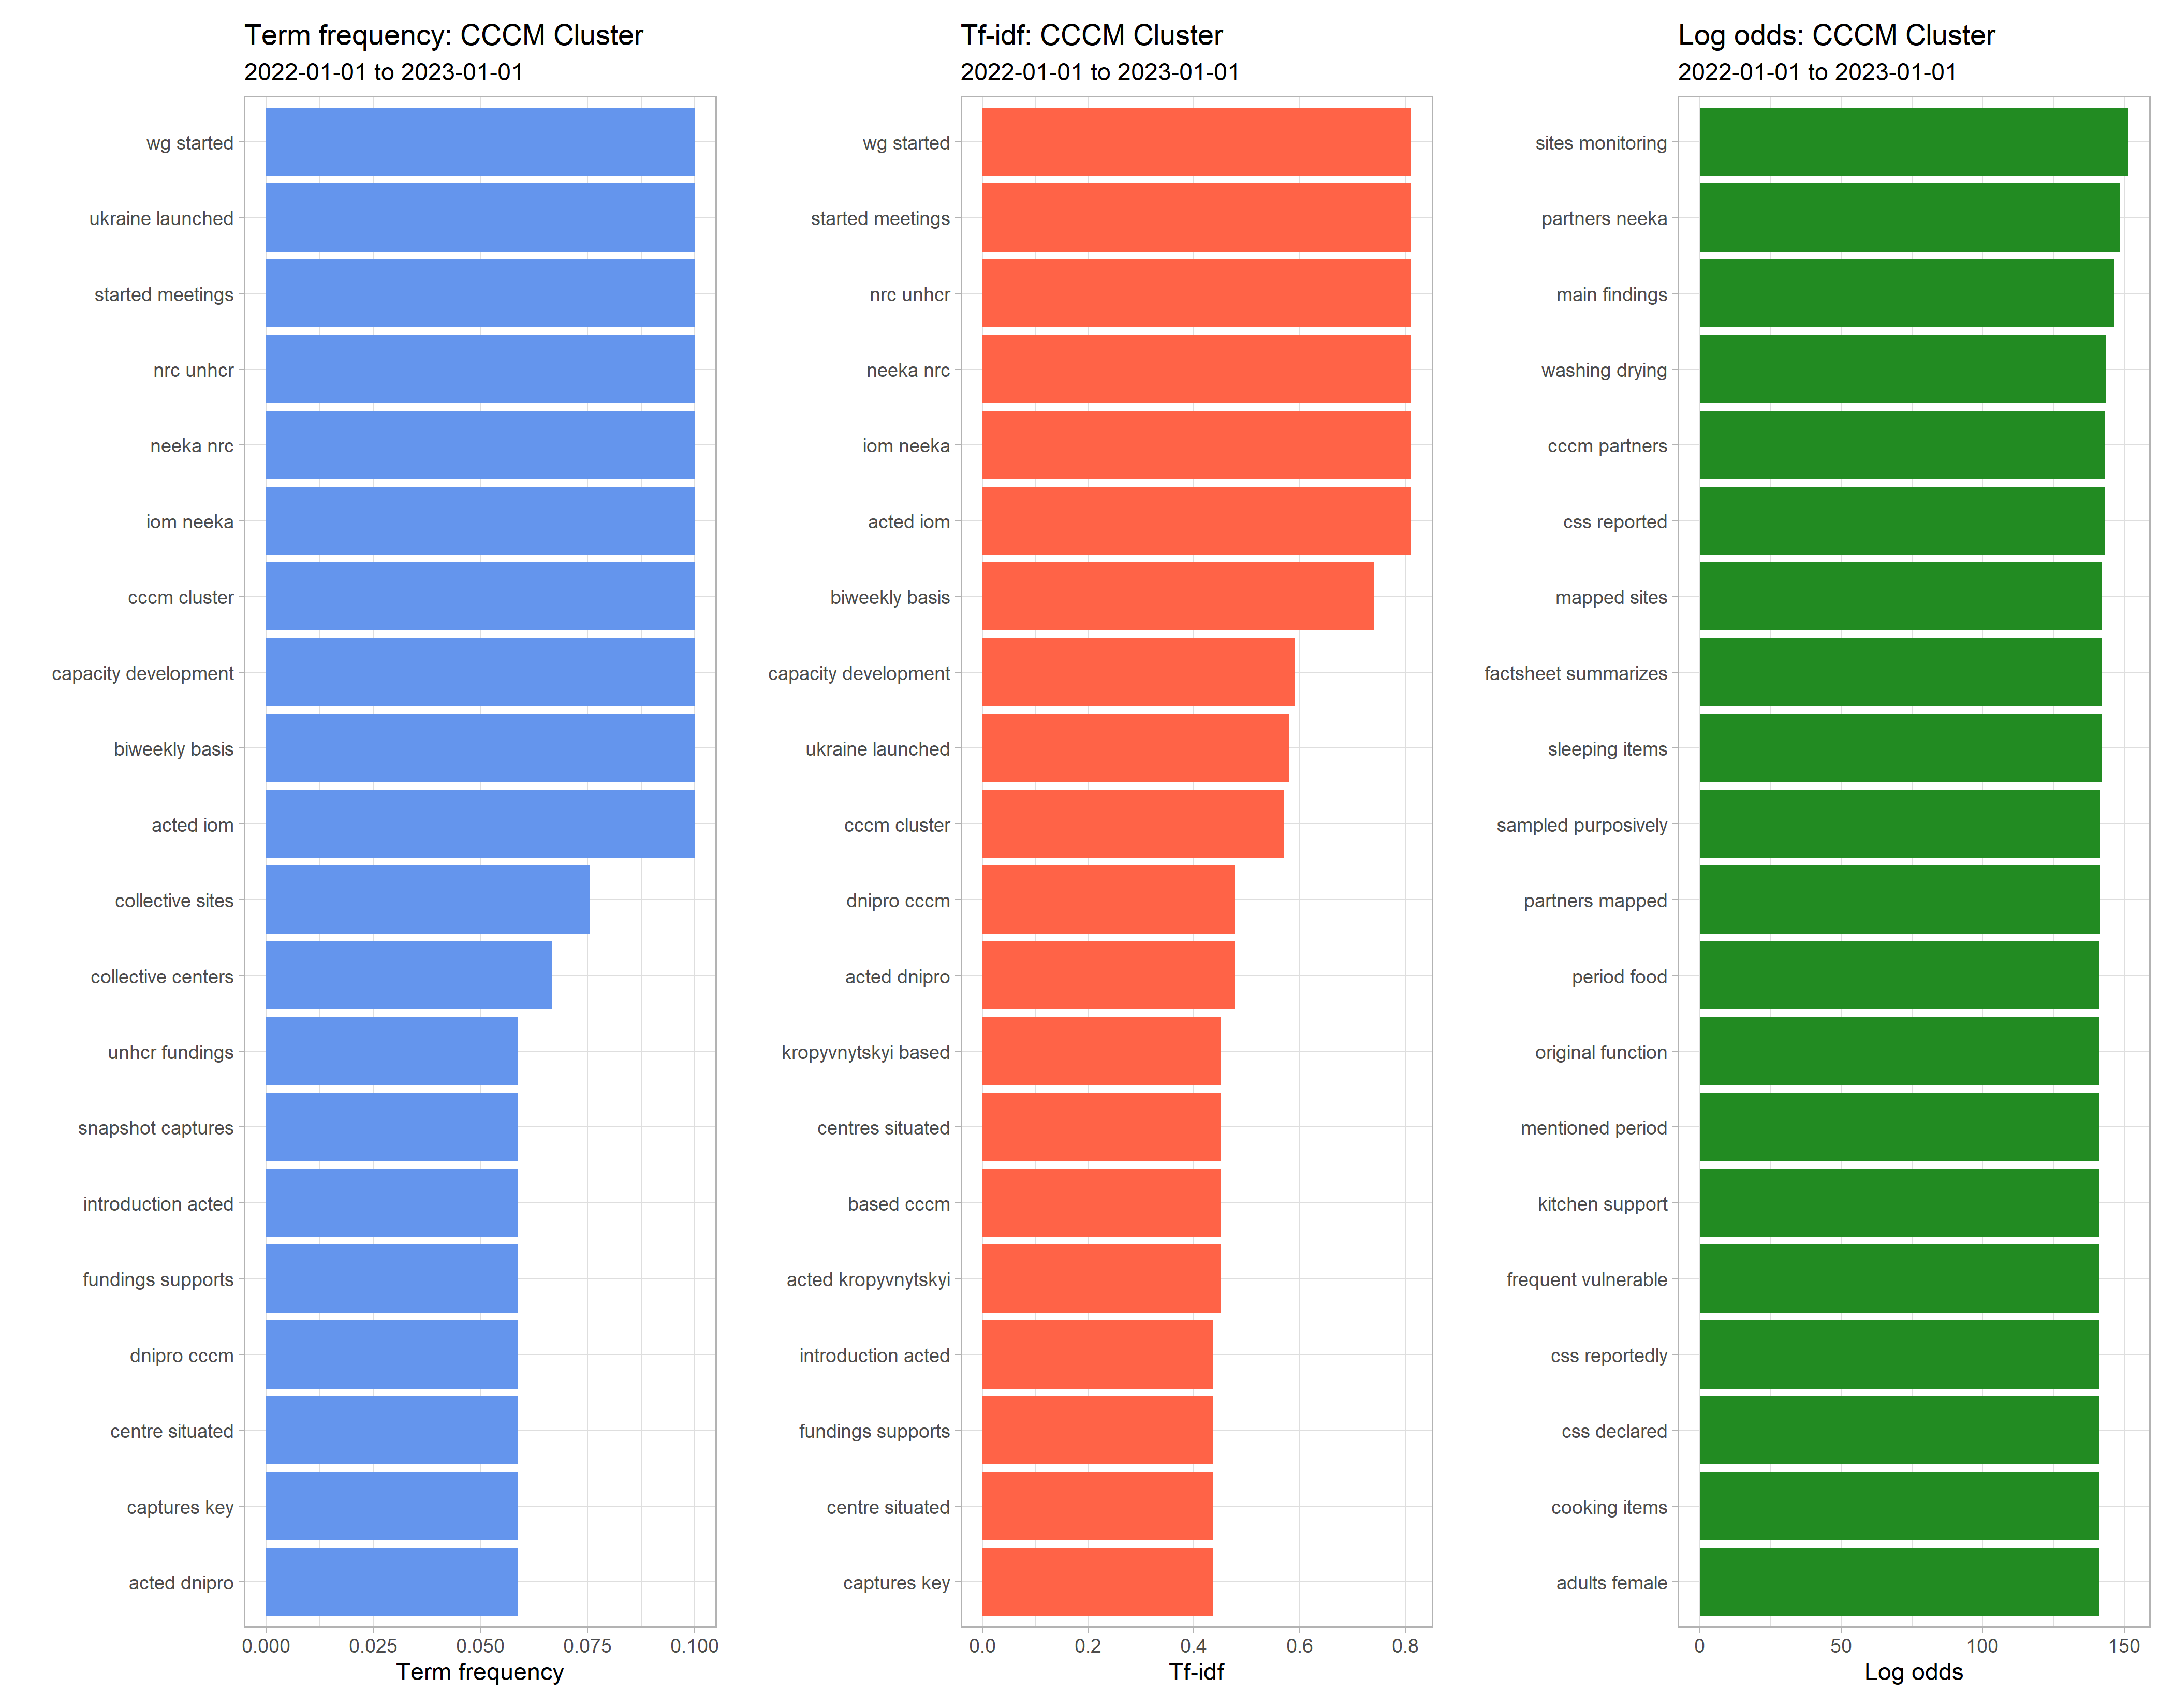 Term frequency: CCCM Cluster
2022-01-01 to 2023-01-01
wg started
ukraine launched
started meetings
nrc unhcr
neeka nrc
iom neeka
cccm cluster
capacity development
biweekly basis
acted iom
collective sites
collective centers
unhcr fundings
snapshot captures
introduction acted
fundings supports
dnipro cccm
centre situated
captures key
acted dnipro
0.000 0.025 0.050 0.075 0.100
Term frequency
Tf-idf: CCCM Cluster
2022-01-01 to 2023-01-01
wg started
started meetings
nrc unhcr
neeka nrc
iom neeka
acted iom
biweekly basis
capacity development
ukraine launched
cccm cluster
dnipro cccm
acted dnipro
kropyvnytskyi based
centres situated
based cccm
acted kropyvnytskyi
introduction acted
fundings supports
centre situated
captures key
0.0 0.2 0.4 0.6 0.8
Tf-idf
Log odds: CCCM Cluster
2022-01-01 to 2023-01-01
sites monitoring
partners neeka
main findings
washing drying
cccm partners
css reported
mapped sites
factsheet summarizes
sleeping items
sampled purposively
partners mapped
period food
original function
mentioned period
kitchen support
frequent vulnerable
css reportedly
css declared
cooking items
adults female
0 50 100 150
Log odds